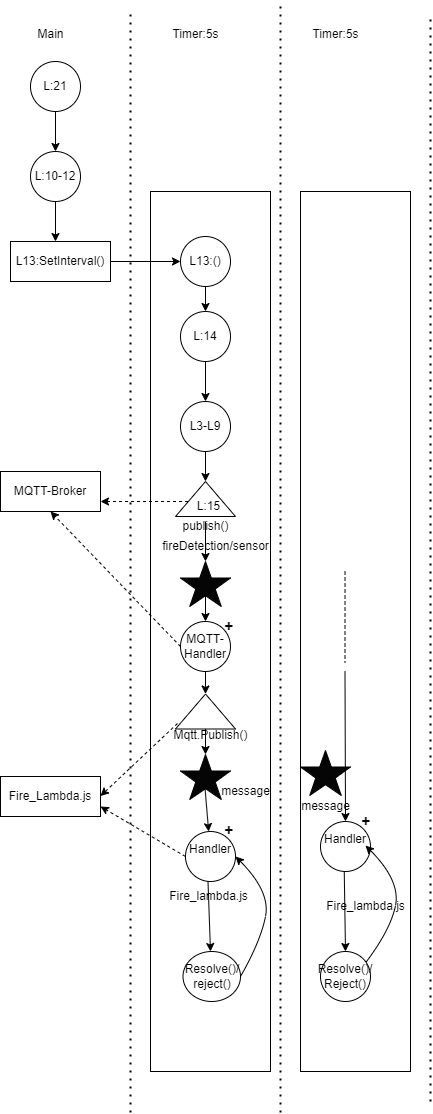 Main
Timer:5s
Timer:5s
L:21
L:10-12
L13:SetInterval()
L13:()
L:14
L3-L9
MQTT-Broker
L:15
publish()
fireDetection/sensor
+
MQTT-
Handler
Mqtt.Publish()
Fire_Lambda.js
message
message
+
Handler
+
Handler
Fire_lambda.js
Fire_lambda.js
Resolve()/
reject()
Resolve()/
Reject()